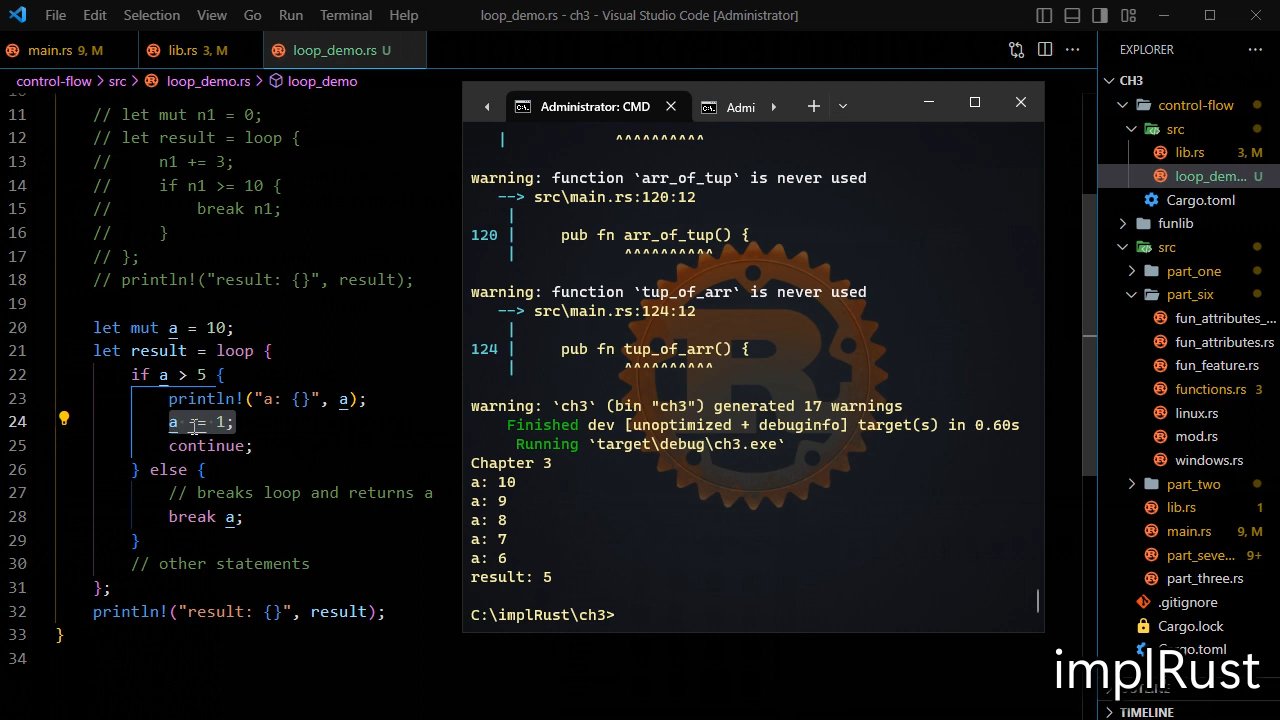 File Edit Selection View Go Run Terminal Help
loop_demo.rs - ch3 - Visual Studio Code [Administrator]
main.rs 9, M
lib.rs 3, M
loop_demo.rs U
control-flow > src > loop_demo.rs > loop_demo
11 // let mut n1 = 0;
12 // let result = loop {
13 //     n1 += 3;
14 //     if n1 >= 10 {
15 //         break n1;
16 //     }
17 // };
18 // println!("result: {}", result);
19
20 let mut a = 10;
21 let result = loop {
22 if a > 5 {
23 println!("a: {}", a);
24 a -= 1;
25 continue;
26 } else {
27 // breaks loop and returns a
28 break a;
29 }
30 // other statements
31 };
32 println!("result: {}", result);
33 }
34
Administrator: CMD
Admi
| ^^^^^^^^^^
warning: function `arr_of_tup` is never used
--> src\main.rs:120:12
|
120 | pub fn arr_of_tup() {
| ^^^^^^^^^^
warning: function `tup_of_arr` is never used
--> src\main.rs:124:12
|
124 | pub fn tup_of_arr() {
| ^^^^^^^^^^
warning: `ch3` (bin "ch3") generated 17 warnings
Finished dev [unoptimized + debuginfo] target(s) in 0.60s
Running `target\debug\ch3.exe`
Chapter 3
a: 10
a: 9
a: 8
a: 7
a: 6
result: 5
C:\implRust\ch3>
EXPLORER
CH3
control-flow
src
lib.rs 3, M
loop_dem... U
Cargo.toml
funlib
src
part_one
part_six
fun_attributes_...
fun_attributes.rs
fun_feature.rs
functions.rs 3
linux.rs
mod.rs
windows.rs
part_two
lib.rs 1
main.rs 9, M
part_seve... 9+
part_three.rs
.gitignore
Cargo.lock
Cargo.toml
TIMELINE
implRust